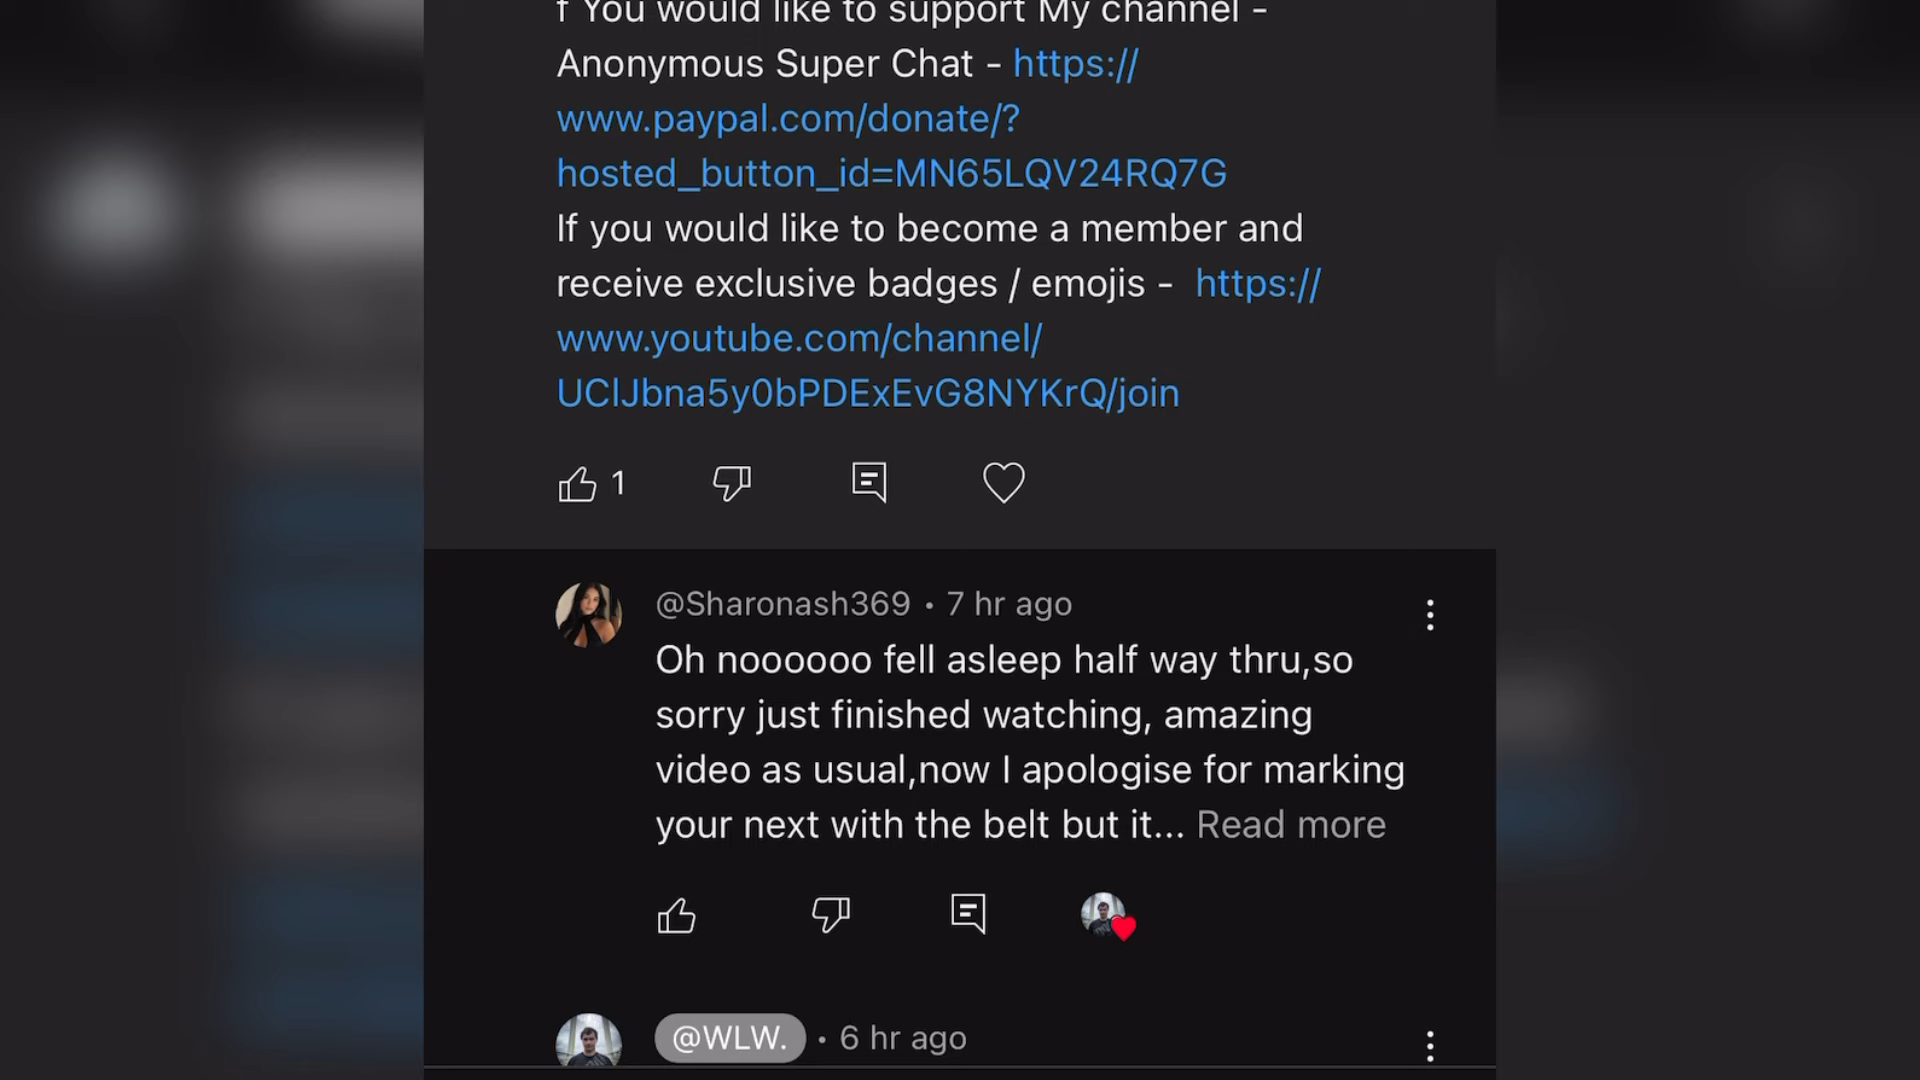 f You would like to support My channel -
Anonymous Super Chat - https://
www.paypal.com/donate/?
hosted_button_id=MN65LQV24RQ7G
If you would like to become a member and
receive exclusive badges / emojis - https://
www.youtube.com/channel/
UClJbna5y0bPDExEvG8NYKrQ/join
1
@Sharonash369 • 7 hr ago
Oh noooooo fell asleep half way thru,so
sorry just finished watching, amazing
video as usual,now I apologise for marking
your next with the belt but it... Read more
@WLW. • 6 hr ago